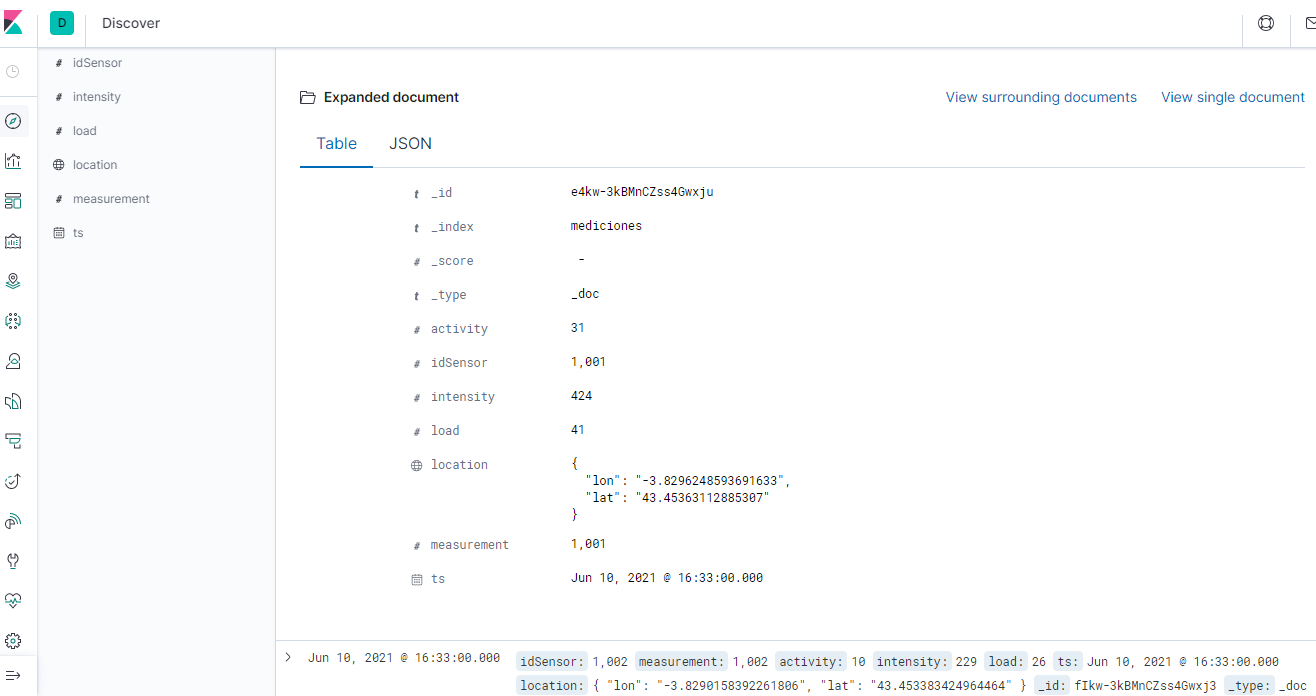 D Discover
# idSensor
# intensity
# load
location
# measurement
ts
Expanded document View surrounding documents View single document
Table JSON
t _id e4kw-3kBMnCZss4Gwxju
t _index mediciones
# _score -
t _type _doc
# activity 31
# idSensor 1,001
# intensity 424
# load 41
location {
"lon": "-3.8296248593691633",
"lat": "43.45363112885307"
}
# measurement 1,001
ts Jun 10, 2021 @ 16:33:00.000
> Jun 10, 2021 @ 16:33:00.000 idSensor: 1,002 measurement: 1,002 activity: 10 intensity: 229 load: 26 ts: Jun 10, 2021 @ 16:33:00.000
location: { "lon": "-3.8290158392261806", "lat": "43.453383424964464" } _id: fIkw-3kBMnCZss4Gwxj3 _type: _doc